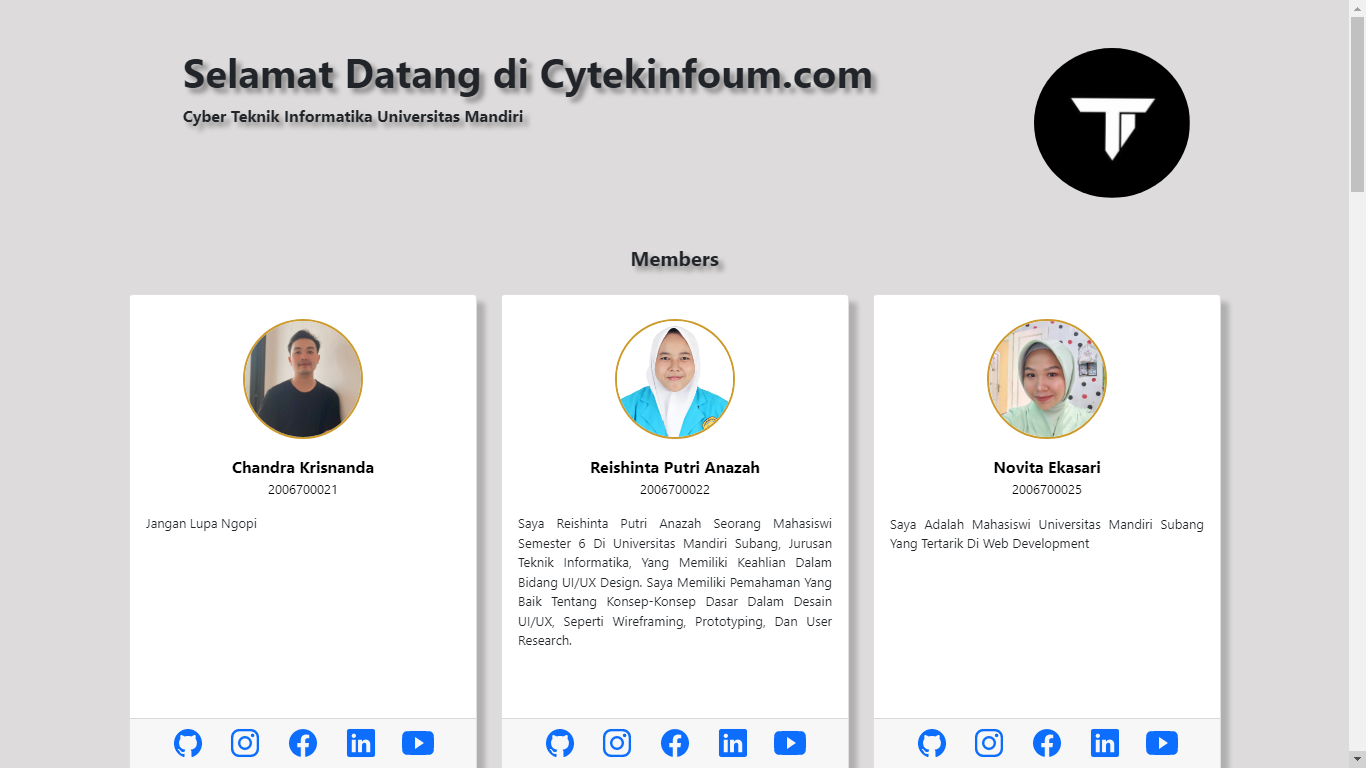 Selamat Datang di Cytekinfoum.com
Cyber Teknik Informatika Universitas Mandiri
Members
Chandra Krisnanda
2006700021
Jangan Lupa Ngopi
Reishinta Putri Anazah
2006700022
Saya Reishinta Putri Anazah Seorang Mahasiswi
Semester 6 Di Universitas Mandiri Subang, Jurusan
Teknik Informatika, Yang Memiliki Keahlian Dalam
Bidang UI/UX Design. Saya Memiliki Pemahaman Yang
Baik Tentang Konsep-Konsep Dasar Dalam Desain
UI/UX, Seperti Wireframing, Prototyping, Dan User
Research.
Novita Ekasari
2006700025
Saya Adalah Mahasiswi Universitas Mandiri Subang
Yang Tertarik Di Web Development